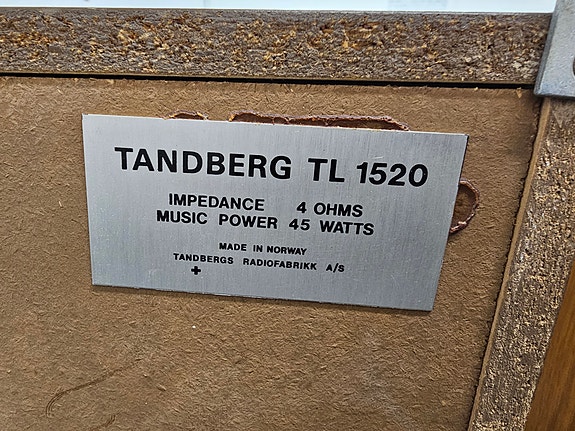 TANDBERG TL 1520
IMPEDANCE 4 OHMS
MUSIC POWER 45 WATTS
MADE IN NORWAY
TANDBERGS RADIOFABRIKK A/S
+